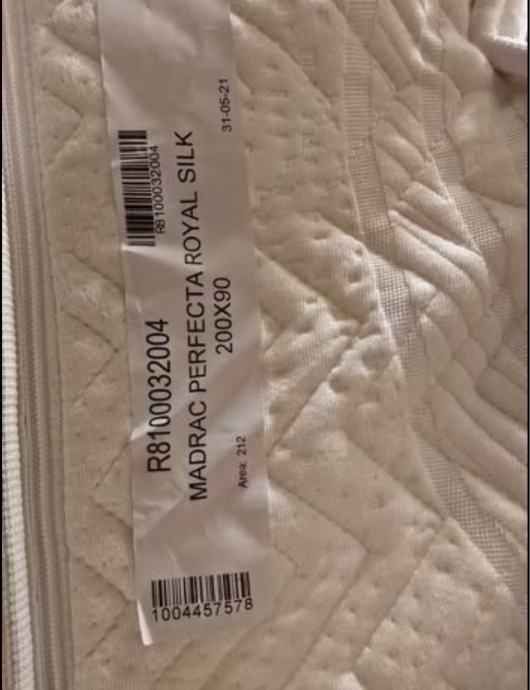 31-05-21
R8100032004
R8100032004
MADRAC PERFECTA ROYAL SILK
200X90
Area: 212
1004457578